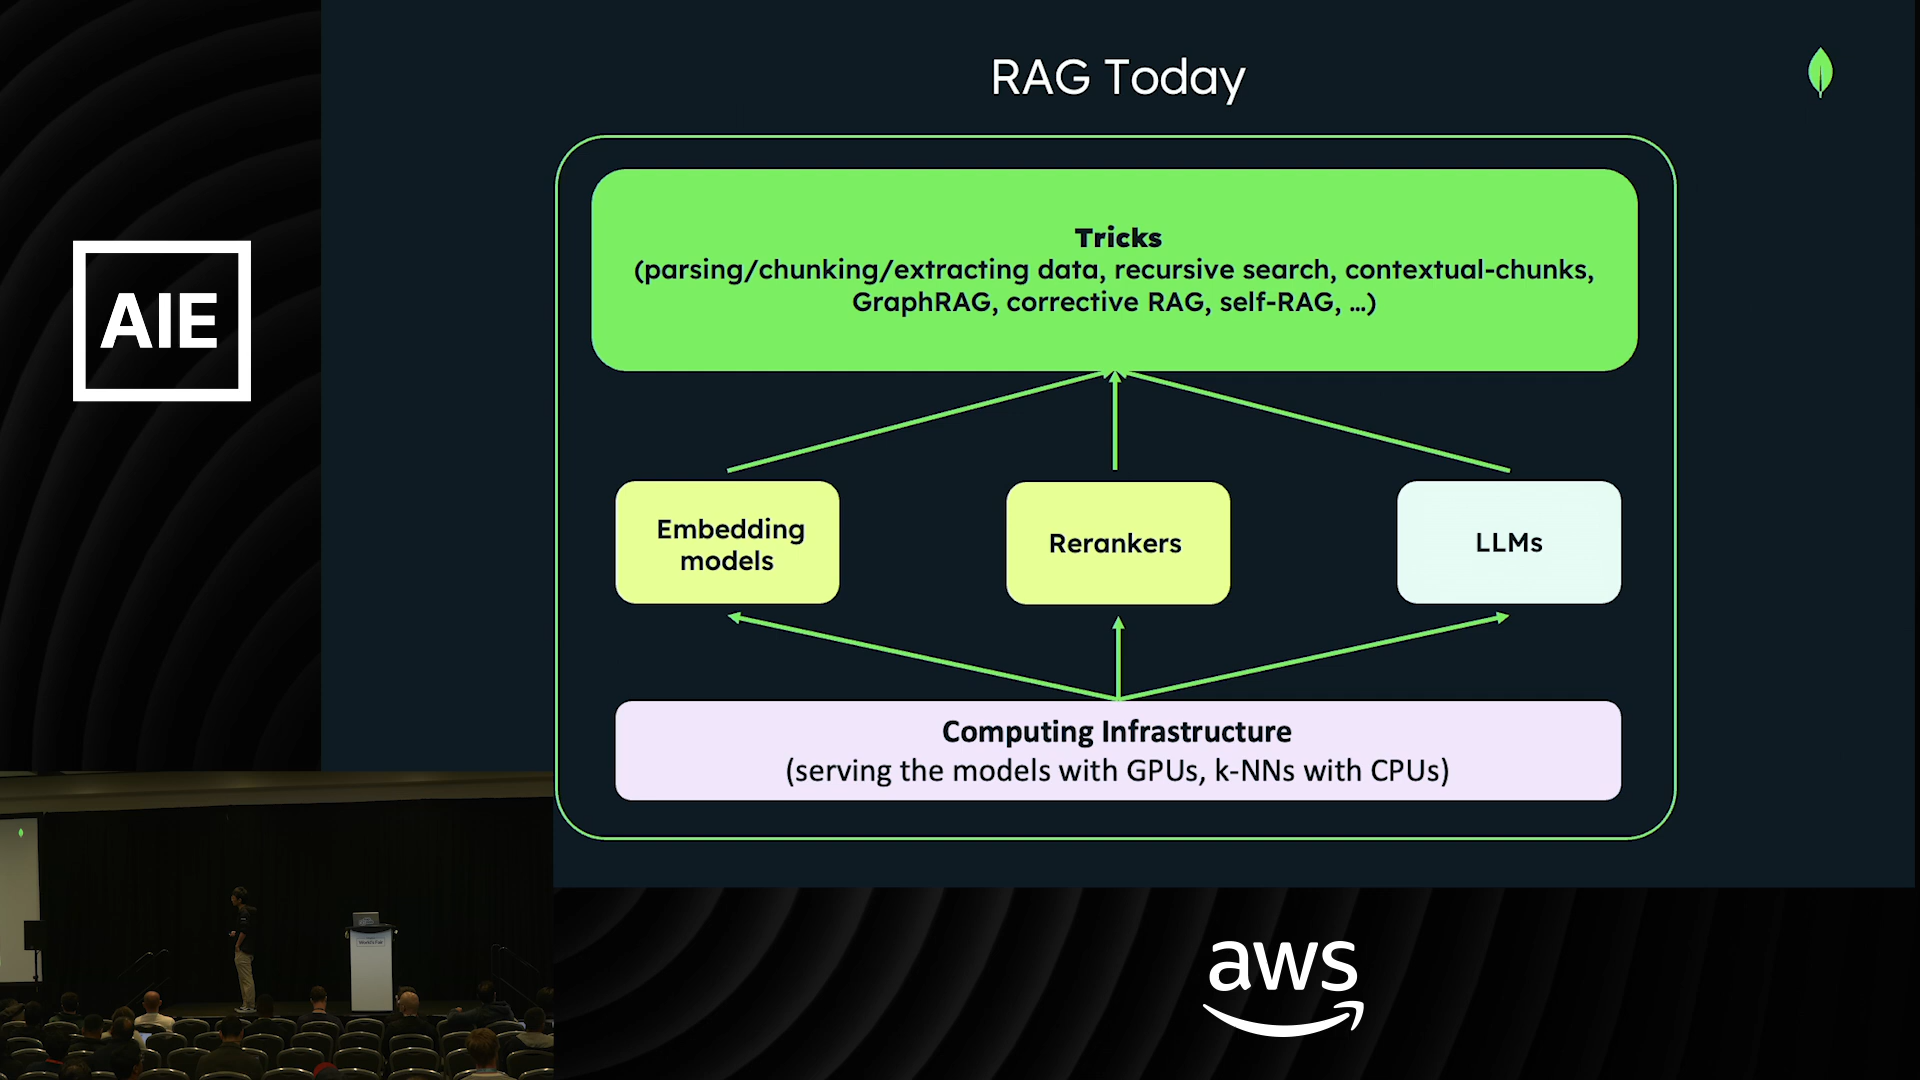 RAG Today
AIE
Tricks
(parsing/chunking/extracting data, recursive search, contextual-chunks,
GraphRAG, corrective RAG, self-RAG, ...)
Embedding
models
Rerankers
LLMs
Computing Infrastructure
(serving the models with GPUs, k-NNs with CPUs)
aws